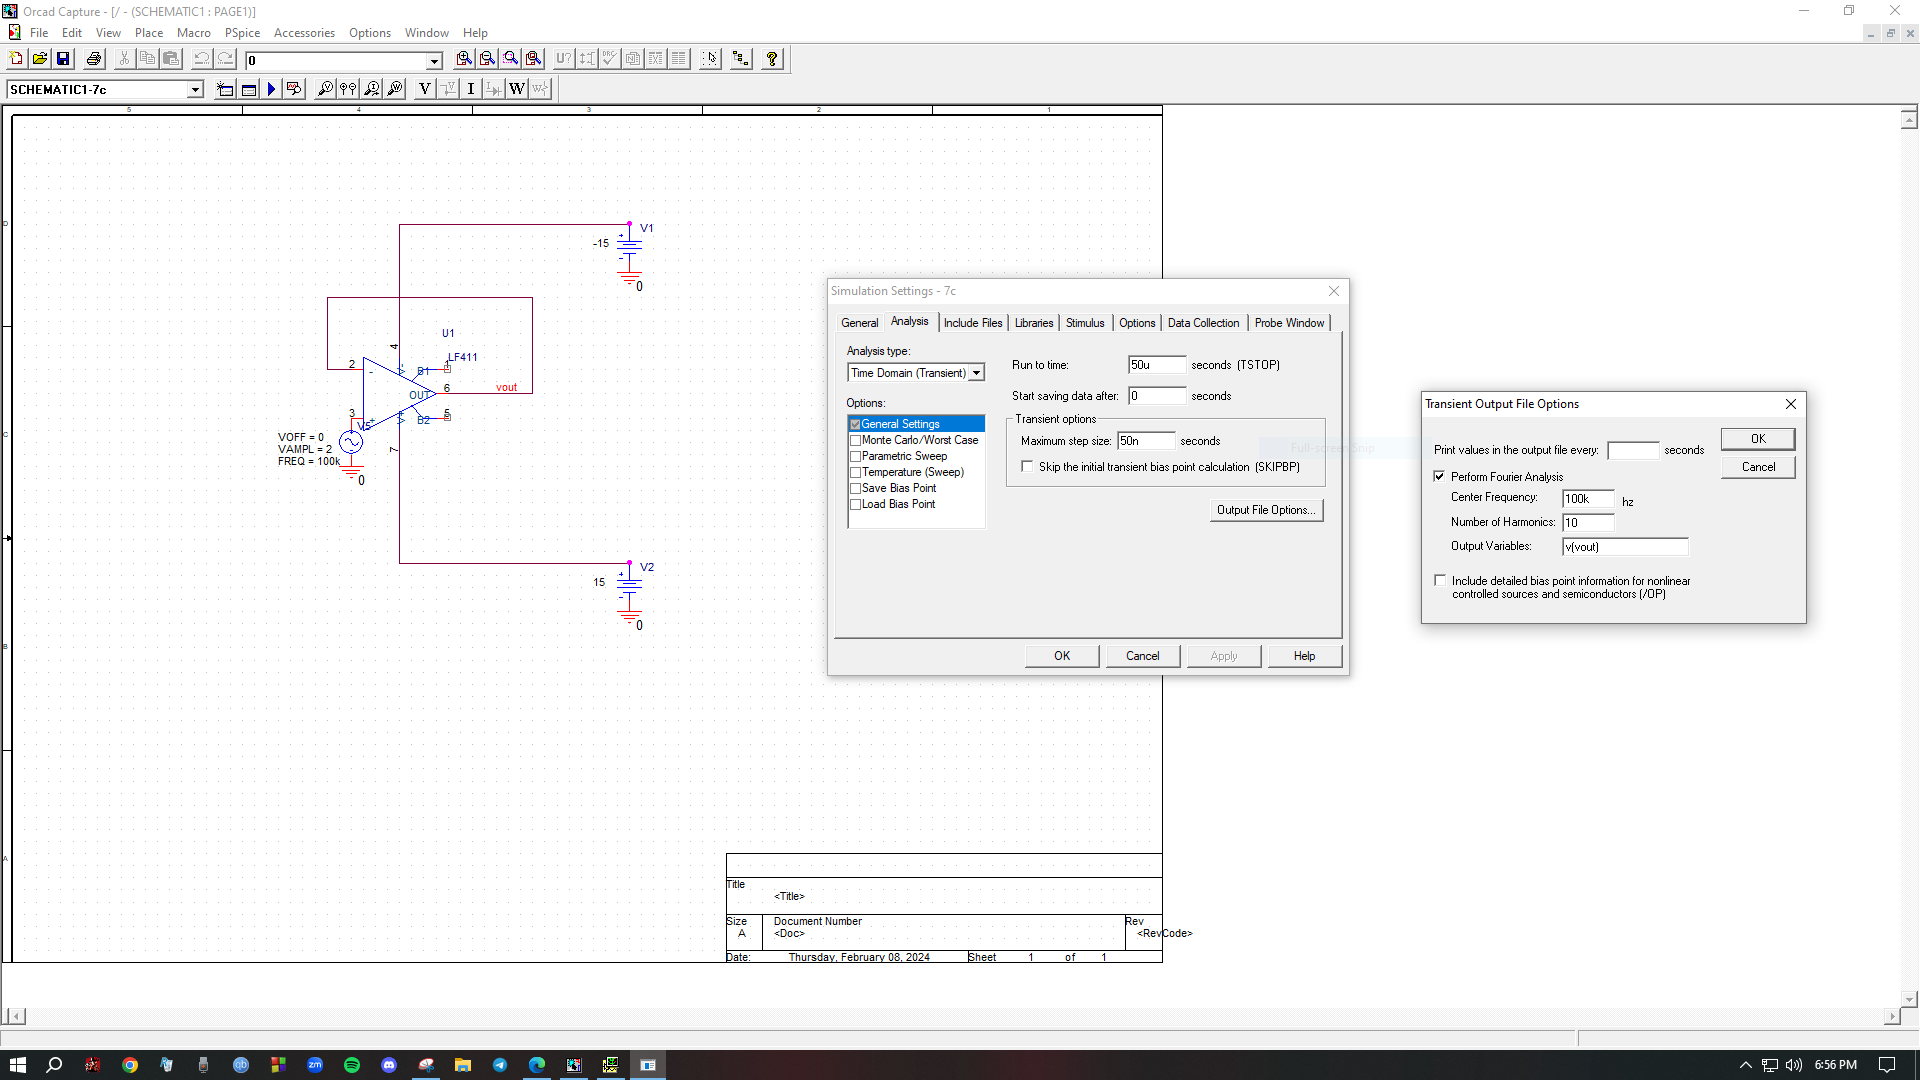 Orcad Capture - [/ - (SCHEMATIC1 : PAGE1)]
File Edit View Place Macro PSpice Accessories Options Window Help
0
U?
SCHEMATIC1-7c
V I W
5 4 3 2 1
D
C
B
A
V1
-15
+
-
0
U1
LF411
4
2
1
V-
B1
-
6
OUT
vout
3
5
V5
+
V+
B2
7
VOFF = 0
VAMPL = 2
FREQ = 100k
0
V2
15
+
-
0
Title
<Title>
Size
A
Document Number
<Doc>
Rev
<RevCode>
Date: Thursday, February 08, 2024 Sheet 1 of 1
Simulation Settings - 7c
General Analysis Include Files Libraries Stimulus Options Data Collection Probe Window
Analysis type:
Time Domain (Transient)
Options:
General Settings
Monte Carlo/Worst Case
Parametric Sweep
Temperature (Sweep)
Save Bias Point
Load Bias Point
Run to time: 50u seconds (TSTOP)
Start saving data after: 0 seconds
Transient options
Maximum step size: 50n seconds
Skip the initial transient bias point calculation (SKIPBP)
Output File Options...
OK Cancel Apply Help
Full-screen Snip
Transient Output File Options
Print values in the output file every: seconds
OK
Cancel
Perform Fourier Analysis
Center Frequency: 100k hz
Number of Harmonics: 10
Output Variables: v(vout)
Include detailed bias point information for nonlinear
controlled sources and semiconductors (/OP)
qb
zm
6:56 PM